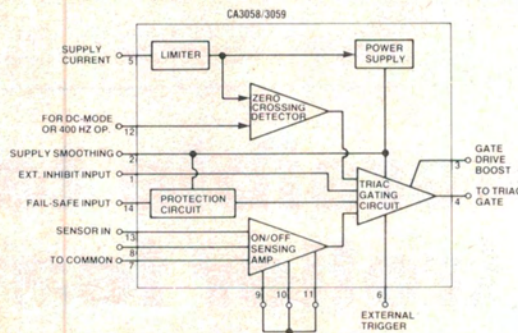 CA3058/3059
SUPPLY
CURRENT
5
LIMITER
POWER
SUPPLY
ZERO
CROSSING
DETECTOR
FOR DC-MODE
OR 400 HZ OP.
12
SUPPLY SMOOTHING
2
EXT. INHIBIT INPUT
1
FAIL-SAFE INPUT
14
PROTECTION
CIRCUIT
TRIAC
GATING
CIRCUIT
3
GATE
DRIVE
BOOST
4
TO TRIAC
GATE
SENSOR IN
13
8
TO COMMON
7
ON/OFF
SENSING
AMP.
9
10
11
6
EXTERNAL
TRIGGER